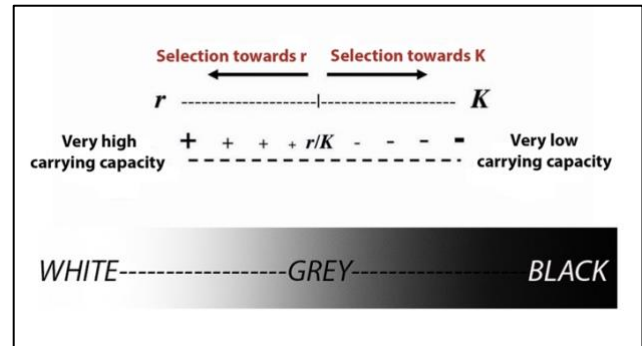 Selection towards r Selection towards K
r ------------------|------------------ K
Very high carrying capacity + + + + r/K - - - - Very low carrying capacity
WHITE----------------GREY----------------BLACK